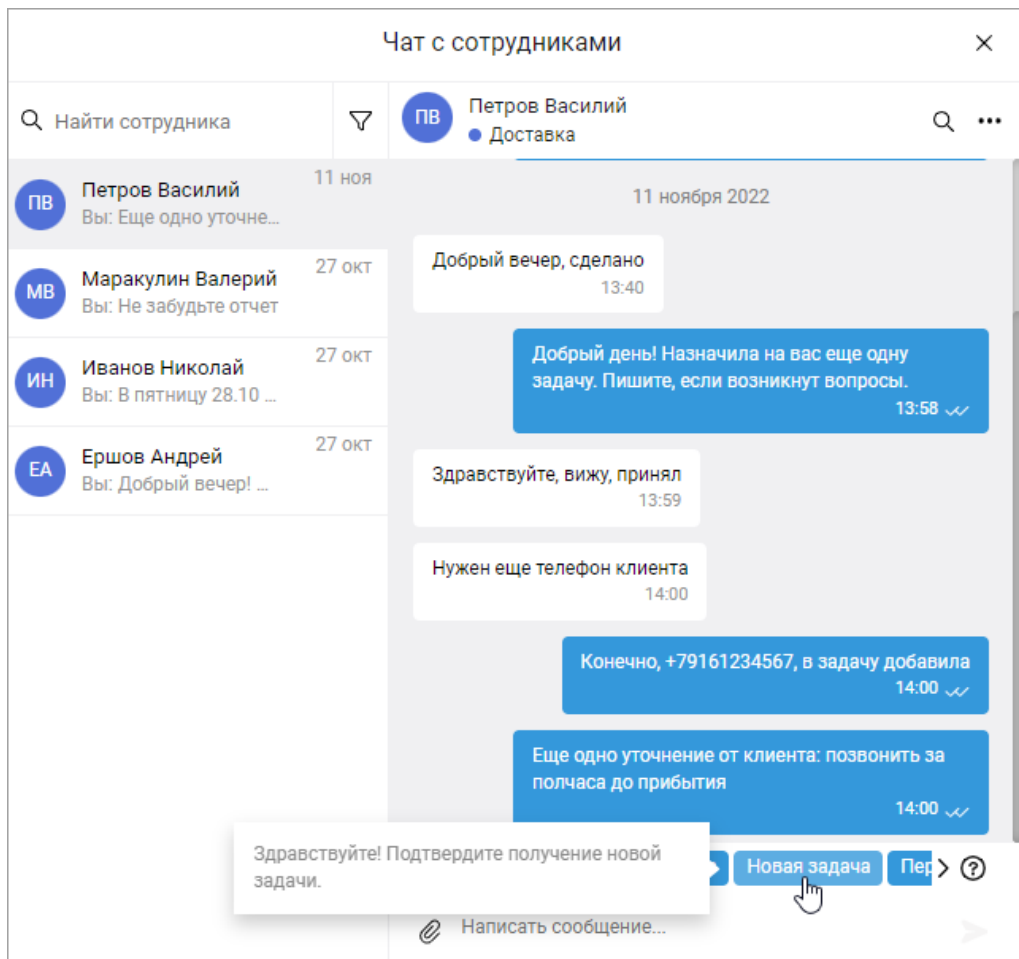 Чат с сотрудниками
Найти сотрудника
ПВ
Петров Василий
11 ноя
Вы: Еще одно уточне...
МВ
Маракулин Валерий
27 окт
Вы: Не забудьте отчет
ИН
Иванов Николай
27 окт
Вы: В пятницу 28.10 ...
ЕА
Ершов Андрей
27 окт
Вы: Добрый вечер! ...
ПВ
Петров Василий
Доставка
11 ноября 2022
Добрый вечер, сделано
13:40
Добрый день! Назначила на вас еще одну
задачу. Пишите, если возникнут вопросы.
13:58
Здравствуйте, вижу, принял
13:59
Нужен еще телефон клиента
14:00
Конечно, +79161234567, в задачу добавила
14:00
Еще одно уточнение от клиента: позвонить за
полчаса до прибытия
14:00
Здравствуйте! Подтвердите получение новой
задачи.
Новая задача
Пер
Написать сообщение...